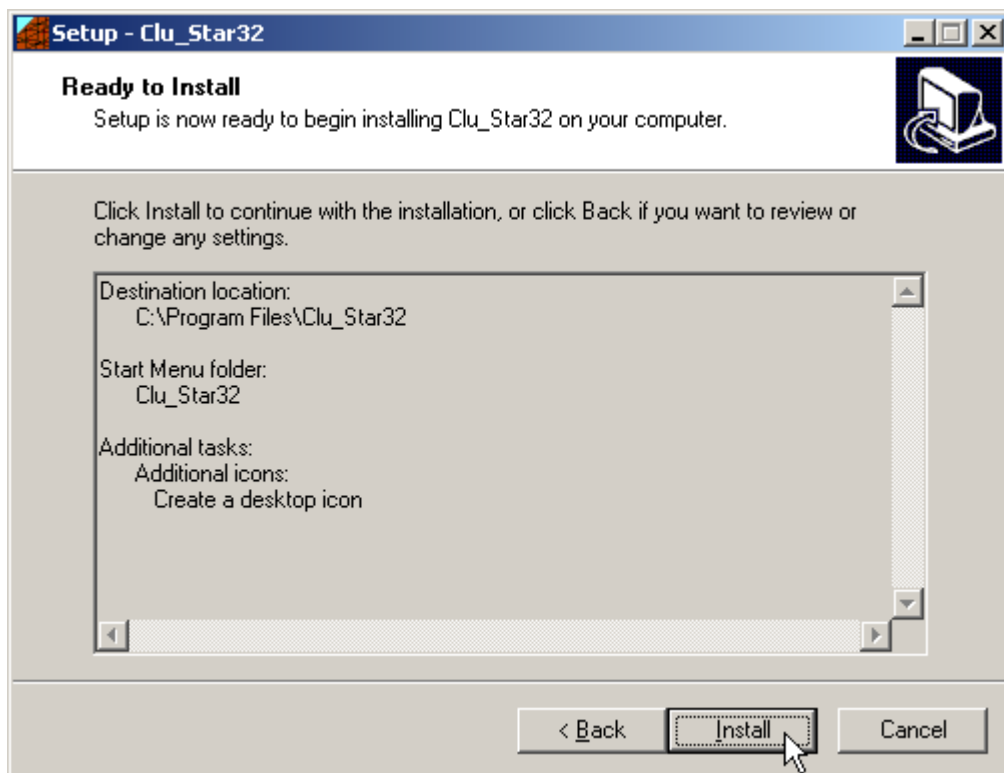 Setup - Clu_Star32
Ready to Install
Setup is now ready to begin installing Clu_Star32 on your computer.
Click Install to continue with the installation, or click Back if you want to review or
change any settings.
Destination location:
C:\Program Files\Clu_Star32
Start Menu folder:
Clu_Star32
Additional tasks:
Additional icons:
Create a desktop icon
< Back
Install
Cancel